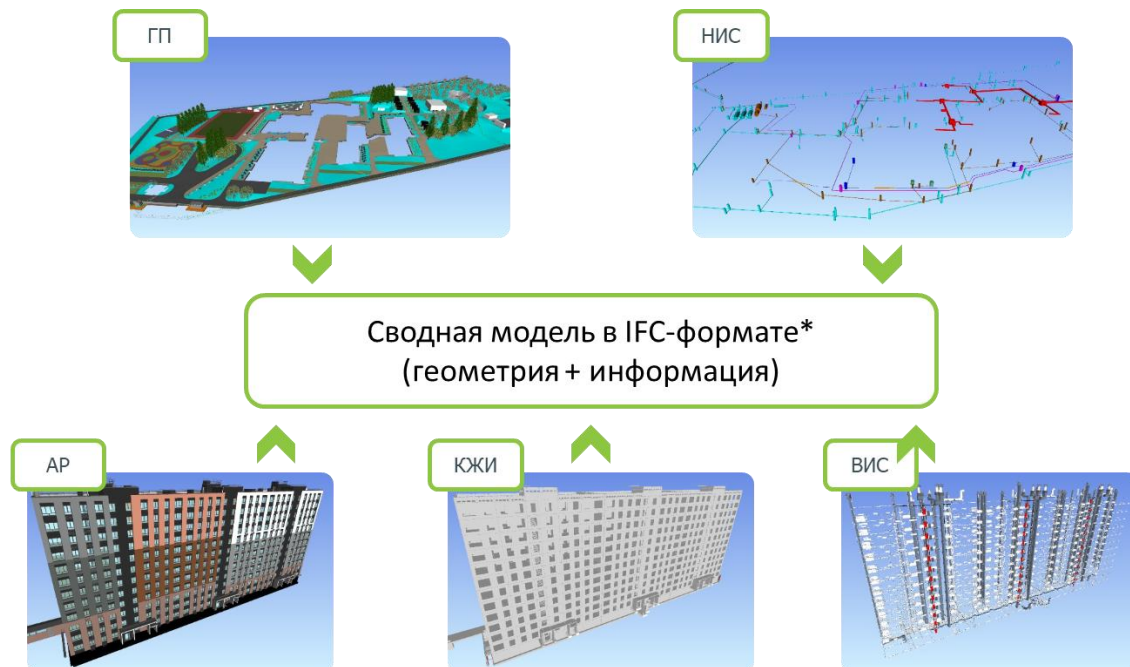 ГП
НИС
Сводная модель в IFC-формате*
(геометрия + информация)
АР
КЖИ
ВИС